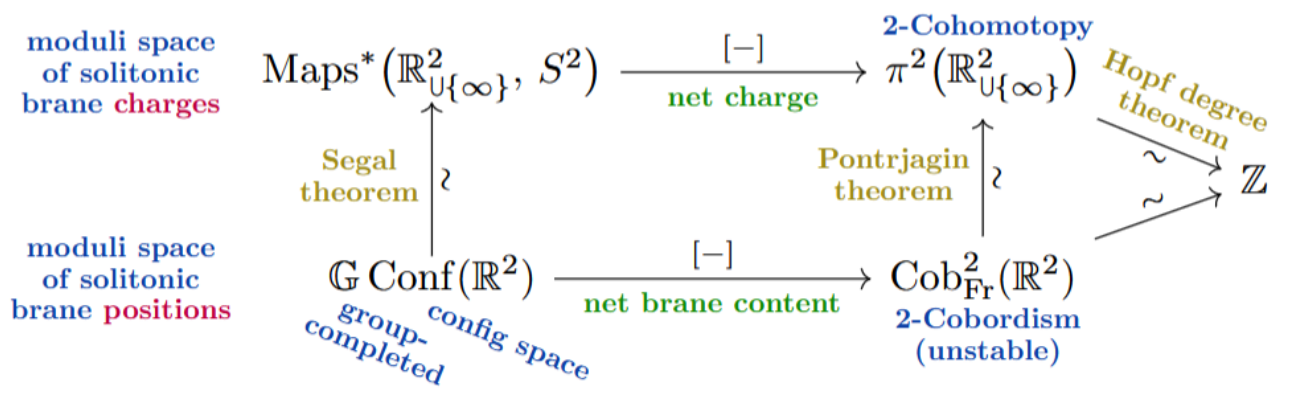 moduli space
of solitonic
brane charges
Maps*(ℝ²∪{∞}, S²)
[−]
net charge
2-Cohomotopy
π²(ℝ²∪{∞})
Hopf degree
theorem
Segal
theorem
≀
Pontrjagin
theorem
≀
∼
∼
ℤ
moduli space
of solitonic
brane positions
𝔾 Conf(ℝ²)
group-
completed
config space
[−]
net brane content
Cob²Fr(ℝ²)
2-Cobordism
(unstable)